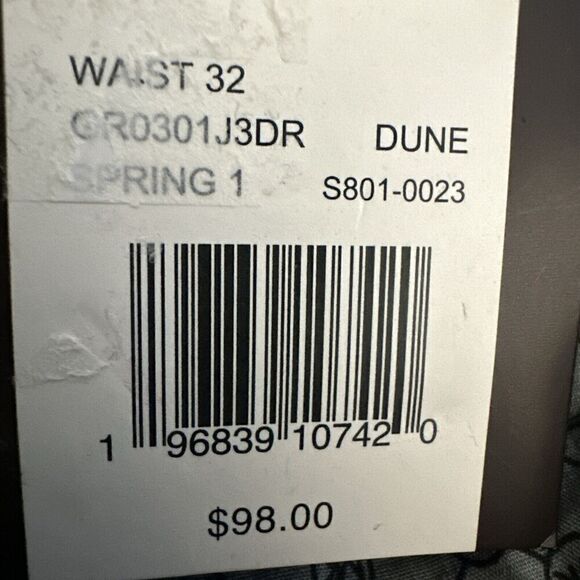 WAIST 32
GR0301J3DR DUNE
SPRING 1 S801-0023
1 96839 10742 0
$98.00